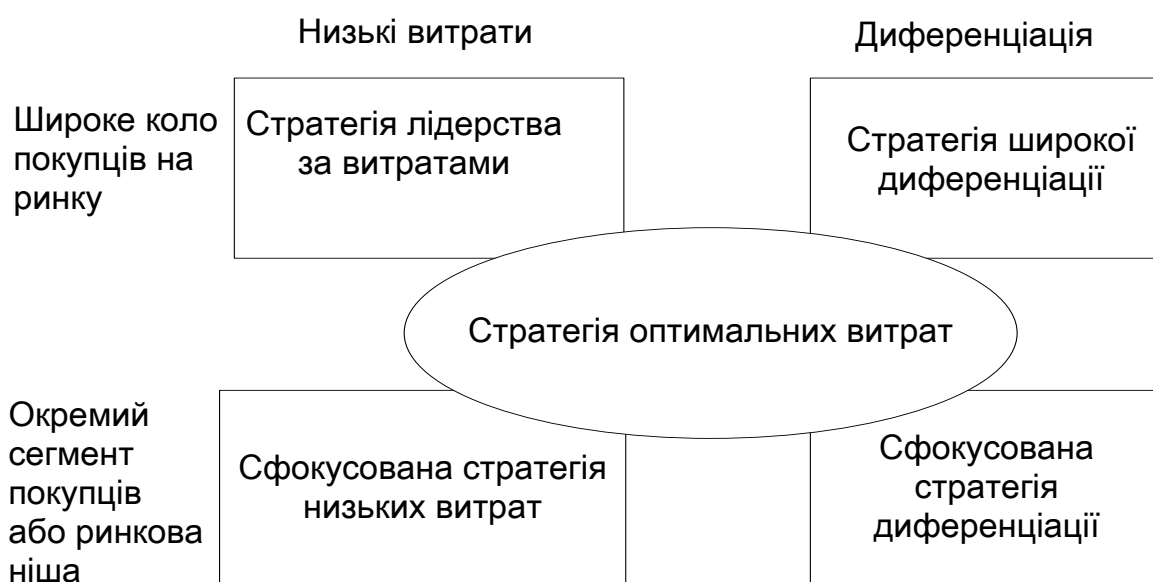 Низькі витрати
Диференціація
Широке коло
покупців на
ринку
Стратегія лідерства
за витратами
Стратегія широкої
диференціації
Стратегія оптимальних витрат
Окремий
сегмент
покупців
або ринкова
ніша
Сфокусована стратегія
низьких витрат
Сфокусована
стратегія
диференціації